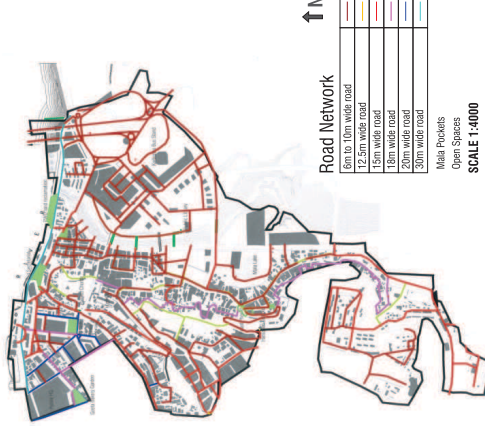 N
Road Network
6m to 10m wide road
12.5m wide road
15m wide road
18m wide road
20m wide road
30m wide road
Mala Pockets
Open Spaces
SCALE 1:4000